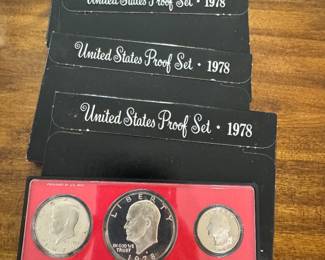 United States Proof Set • 1978
United States Proof Set • 1978
United States Proof Set • 1978
LIBERTY
IN GOD WE
TRUST
1978